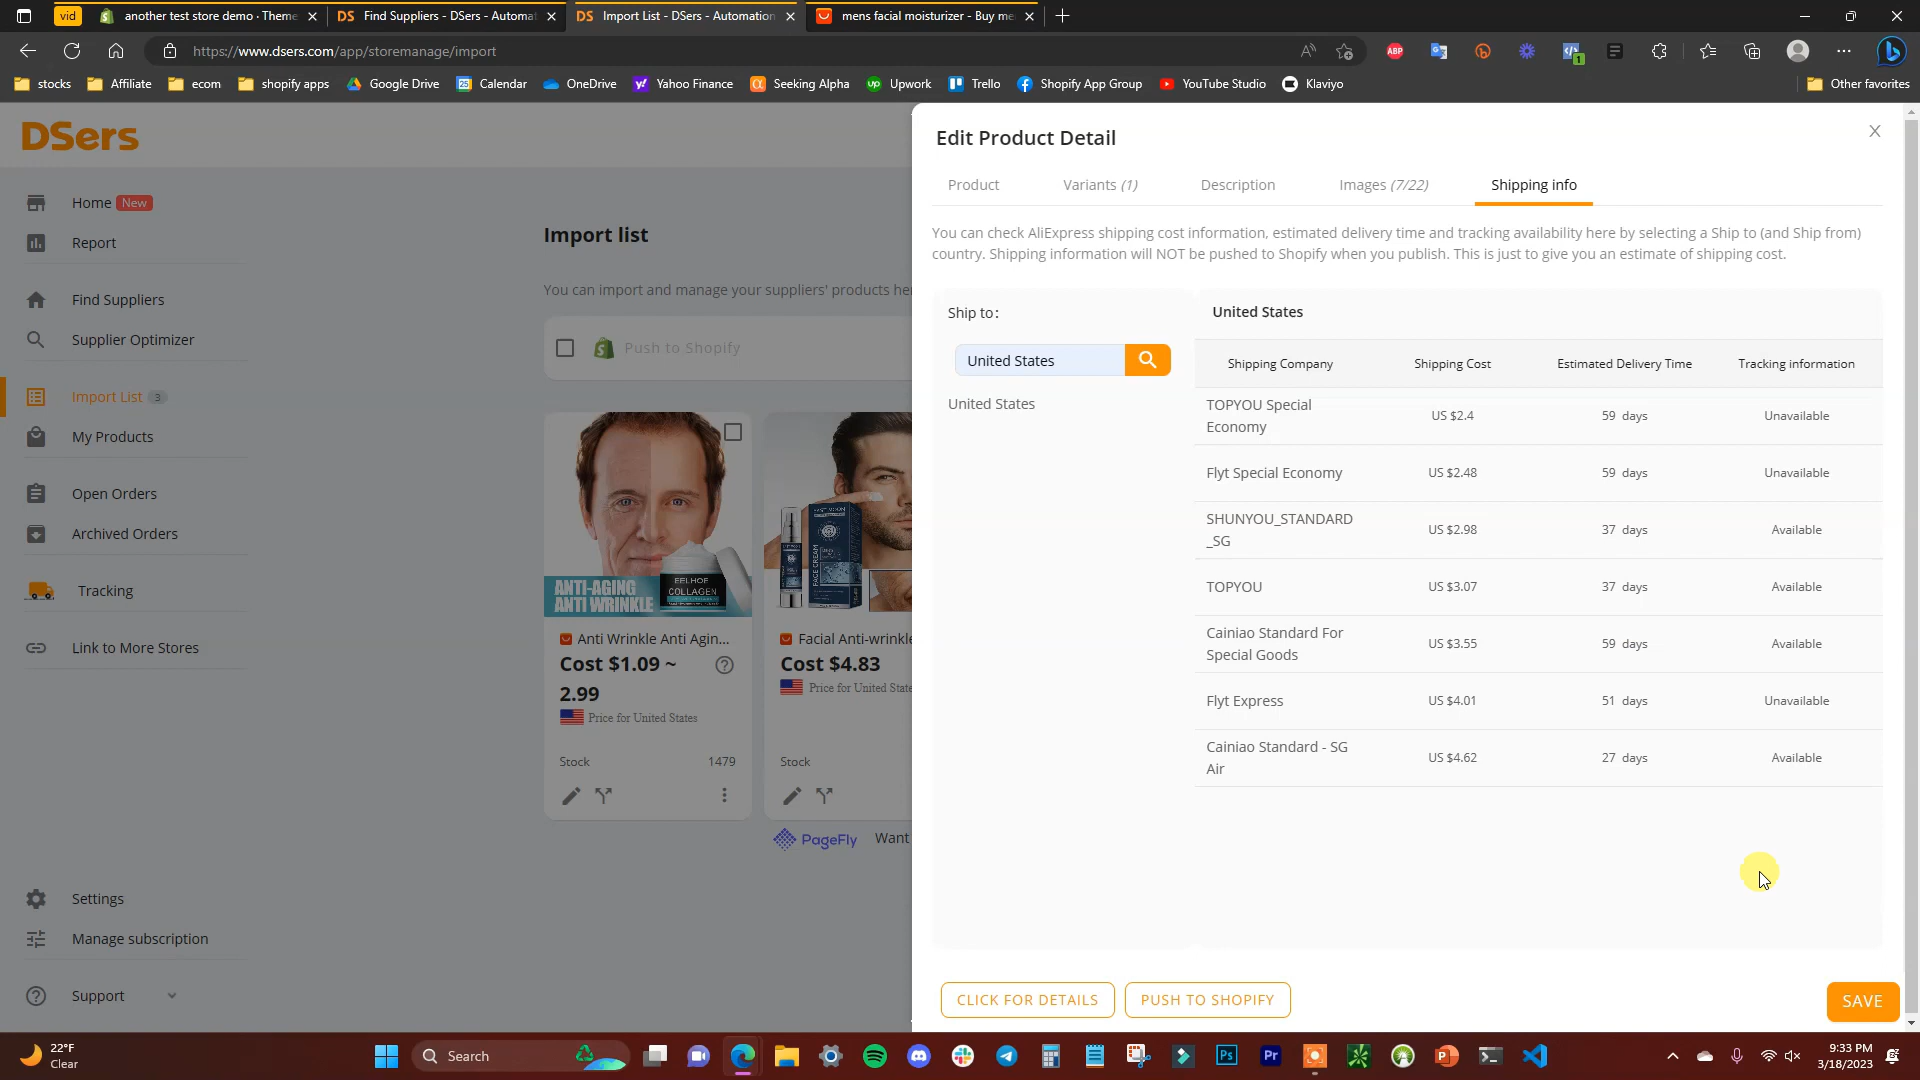 vid
another test store demo · Theme
DS Find Suppliers - DSers - Automat
DS Import List - DSers - Automation
mens facial moisturizer - Buy me
https://www.dsers.com/app/storemanage/import
ABP
1
stocks
Affiliate
ecom
shopify apps
Google Drive
Calendar
OneDrive
Yahoo Finance
Seeking Alpha
Upwork
Trello
Shopify App Group
YouTube Studio
Klaviyo
Other favorites
DSers
Home New
Report
Find Suppliers
Supplier Optimizer
Import List 3
My Products
Open Orders
Archived Orders
Tracking
Link to More Stores
Settings
Manage subscription
Support
Import list
You can import and manage your suppliers' products he
Push to Shopify
EELHOE
COLLAGEN
ANTI-AGING
ANTI WRINKLE
FACE CREAM
Anti Wrinkle Anti Agin...
Cost $1.09 ~
2.99
Price for United States
Stock 1479
Facial Anti-wrinkle
Cost $4.83
Price for United State
Stock
PageFly Want
Edit Product Detail
Product
Variants (1)
Description
Images (7/22)
Shipping info
You can check AliExpress shipping cost information, estimated delivery time and tracking availability here by selecting a Ship to (and Ship from)
country. Shipping information will NOT be pushed to Shopify when you publish. This is just to give you an estimate of shipping cost.
Ship to:
United States
United States
United States
Shipping Company Shipping Cost Estimated Delivery Time Tracking information
TOPYOU Special
Economy US $2.4 59 days Unavailable
Flyt Special Economy US $2.48 59 days Unavailable
SHUNYOU_STANDARD
_SG US $2.98 37 days Available
TOPYOU US $3.07 37 days Available
Cainiao Standard For
Special Goods US $3.55 59 days Available
Flyt Express US $4.01 51 days Unavailable
Cainiao Standard - SG
Air US $4.62 27 days Available
CLICK FOR DETAILS
PUSH TO SHOPIFY
SAVE
22°F
Clear
Search
9:33 PM
3/18/2023